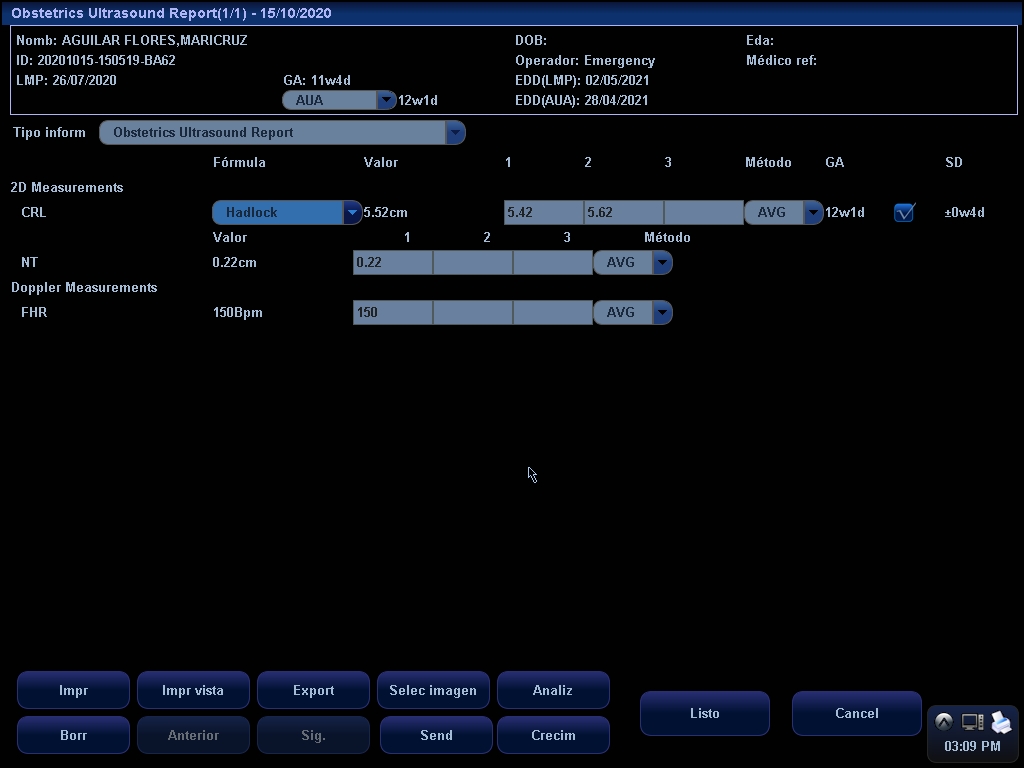 Obstetrics Ultrasound Report(1/1) - 15/10/2020
Nomb: AGUILAR FLORES,MARICRUZ DOB: Eda:
ID: 20201015-150519-BA62 Operador: Emergency Médico ref:
LMP: 26/07/2020 GA: 11w4d EDD(LMP): 02/05/2021
AUA 12w1d EDD(AUA): 28/04/2021
Tipo inform Obstetrics Ultrasound Report
Fórmula Valor 1 2 3 Método GA SD
2D Measurements
CRL Hadlock 5.52cm 5.42 5.62 AVG 12w1d ±0w4d
Valor 1 2 3 Método
NT 0.22cm 0.22 AVG
Doppler Measurements
FHR 150Bpm 150 AVG
Impr Impr vista Export Selec imagen Analiz
Listo Cancel
Borr Anterior Sig. Send Crecim
03:09 PM